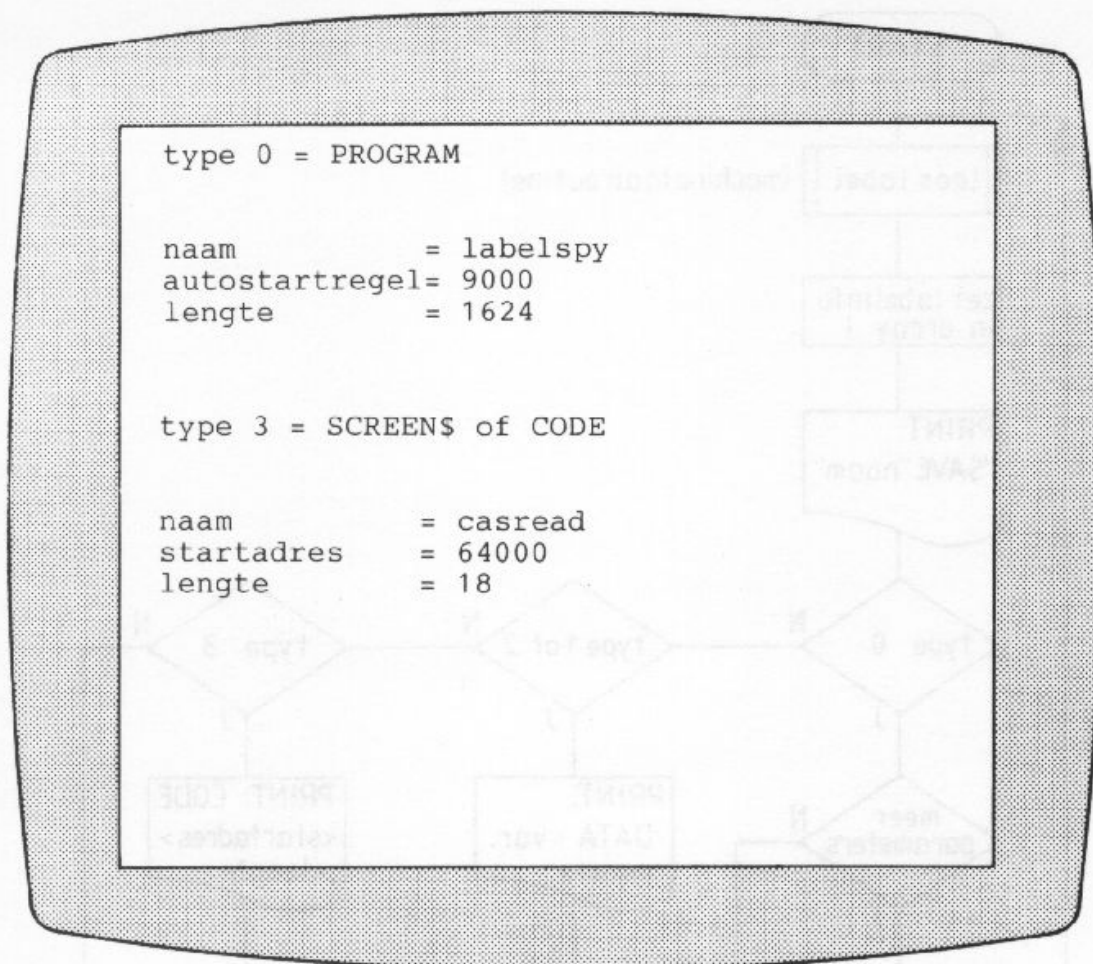 type 0 = PROGRAM
naam = labelspy
autostartregel= 9000
lengte = 1624
type 3 = SCREEN$ of CODE
naam = casread
startadres = 64000
lengte = 18